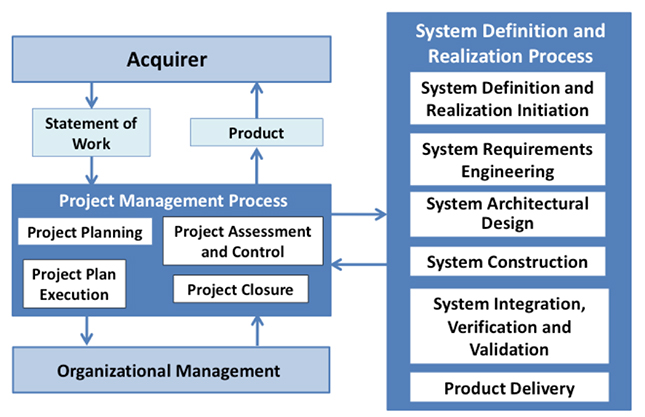 Acquirer
Statement of
Work
Product
Project Management Process
Project Planning
Project Assessment
and Control
Project Plan
Execution
Project Closure
Organizational Management
System Definition and
Realization Process
System Definition and
Realization Initiation
System Requirements
Engineering
System Architectural
Design
System Construction
System Integration,
Verification and
Validation
Product Delivery